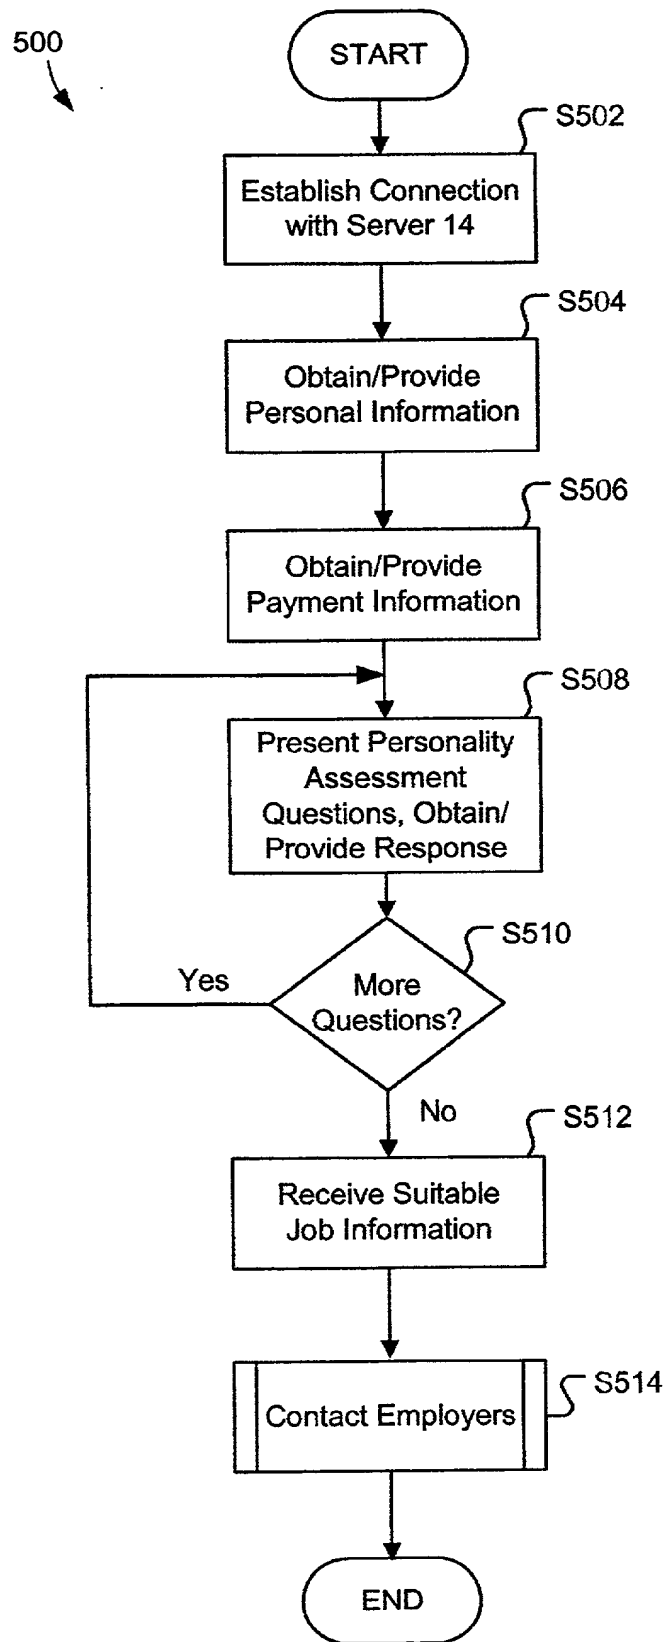 500
START
S502
Establish Connection
with Server 14
S504
Obtain/Provide
Personal Information
S506
Obtain/Provide
Payment Information
S508
Present Personality
Assessment
Questions, Obtain/
Provide Response
S510
Yes
More
Questions?
No
S512
Receive Suitable
Job Information
S514
Contact Employers
END